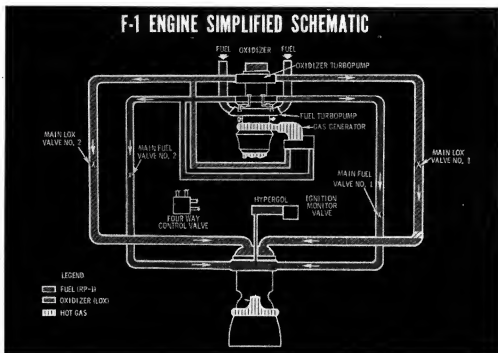 F-1 ENGINE SIMPLIFIED SCHEMATIC
FUEL OXIDIZER FUEL
OXIDIZER TURBOPUMP
FUEL TURBOPUMP
GAS GENERATOR
MAIN LOX
VALVE NO. 2
MAIN FUEL
VALVE NO. 2
MAIN FUEL
VALVE NO. 1
MAIN LOX
VALVE NO. 1
FOUR WAY
CONTROL VALVE
HYPERGOL
IGNITION
MONITOR
VALVE
LEGEND
FUEL (RP-1)
OXIDIZER (LOX)
HOT GAS